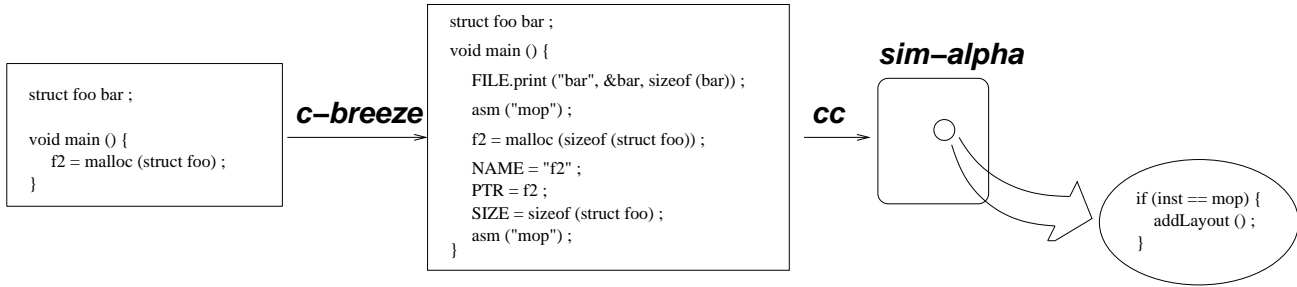 struct foo bar ;
void main () {
f2 = malloc (struct foo) ;
}
c-breeze
struct foo bar ;
void main () {
FILE.print ("bar", &bar, sizeof (bar)) ;
asm ("mop") ;
f2 = malloc (sizeof (struct foo)) ;
NAME = "f2" ;
PTR = f2 ;
SIZE = sizeof (struct foo) ;
asm ("mop") ;
}
cc
sim-alpha
if (inst == mop) {
addLayout () ;
}